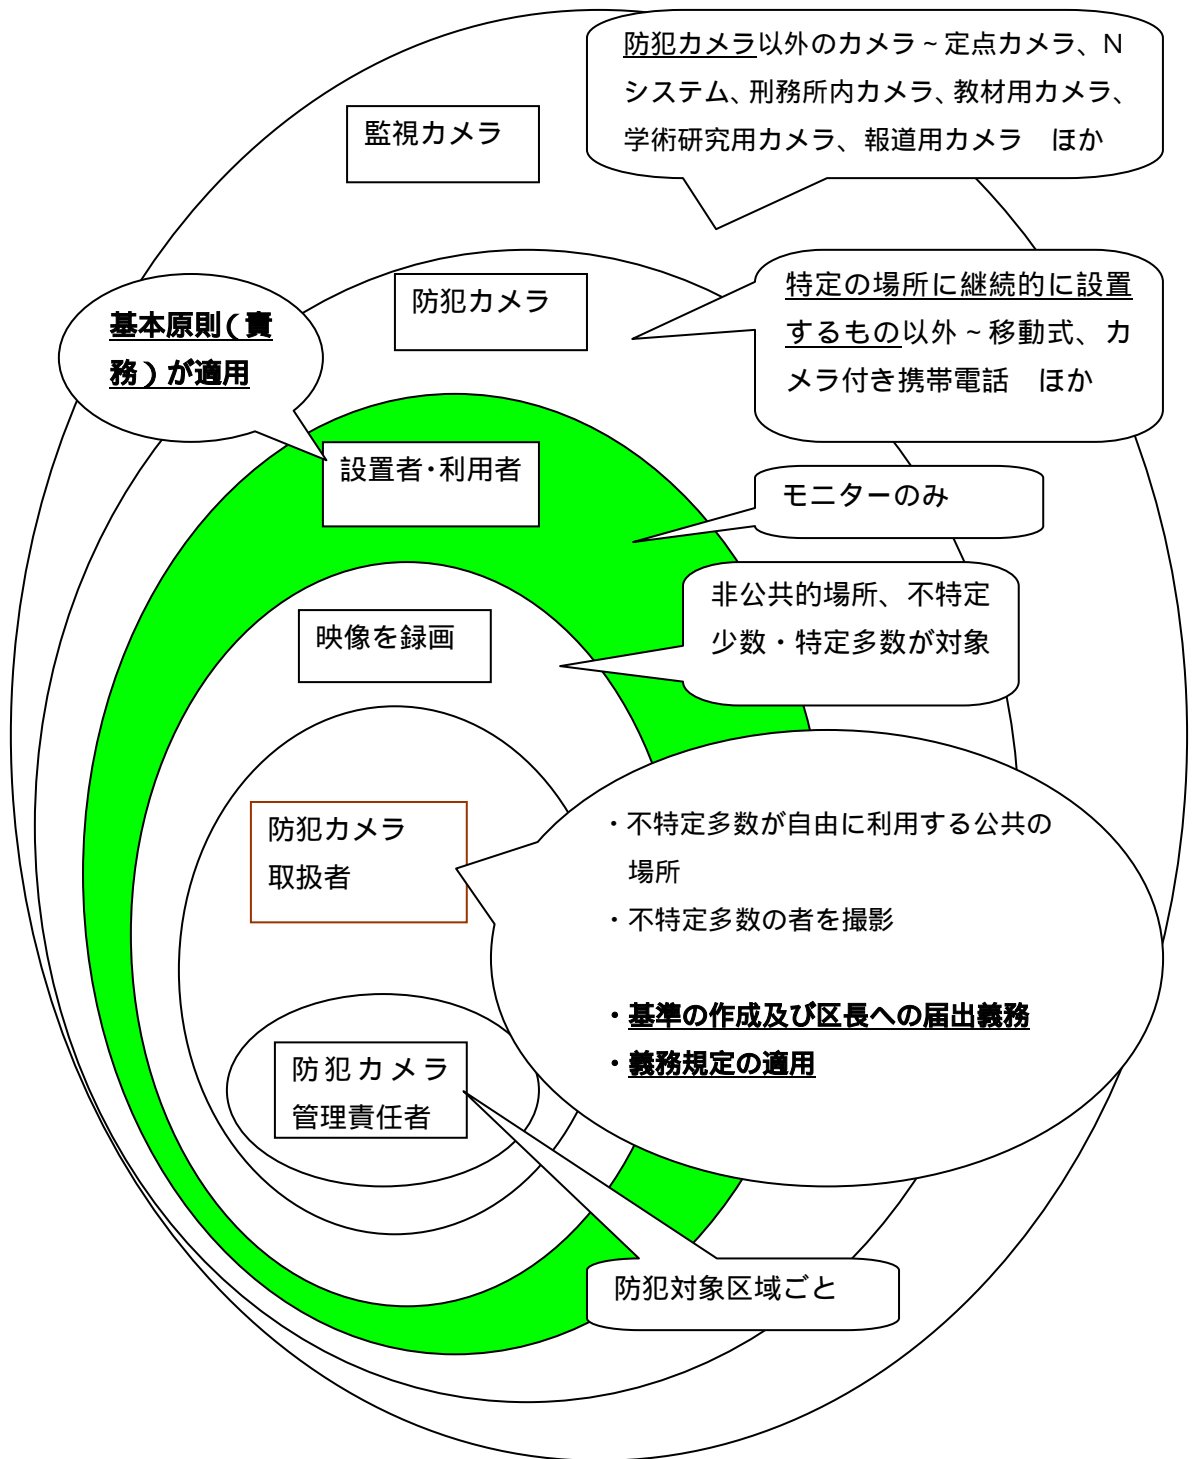 防犯カメラ以外のカメラ～定点カメラ、N
システム、刑務所内カメラ、教材用カメラ、
学術研究用カメラ、報道用カメラ　ほか
監視カメラ
防犯カメラ
特定の場所に継続的に設置
するもの以外～移動式、カ
メラ付き携帯電話　ほか
基本原則（責
務）が適用
設置者・利用者
モニターのみ
非公共的場所、不特定
少数・特定多数が対象
映像を録画
防犯カメラ
取扱者
・不特定多数が自由に利用する公共の
場所
・不特定多数の者を撮影
・基準の作成及び区長への届出義務
・義務規定の適用
防犯カメラ
管理責任者
防犯対象区域ごと